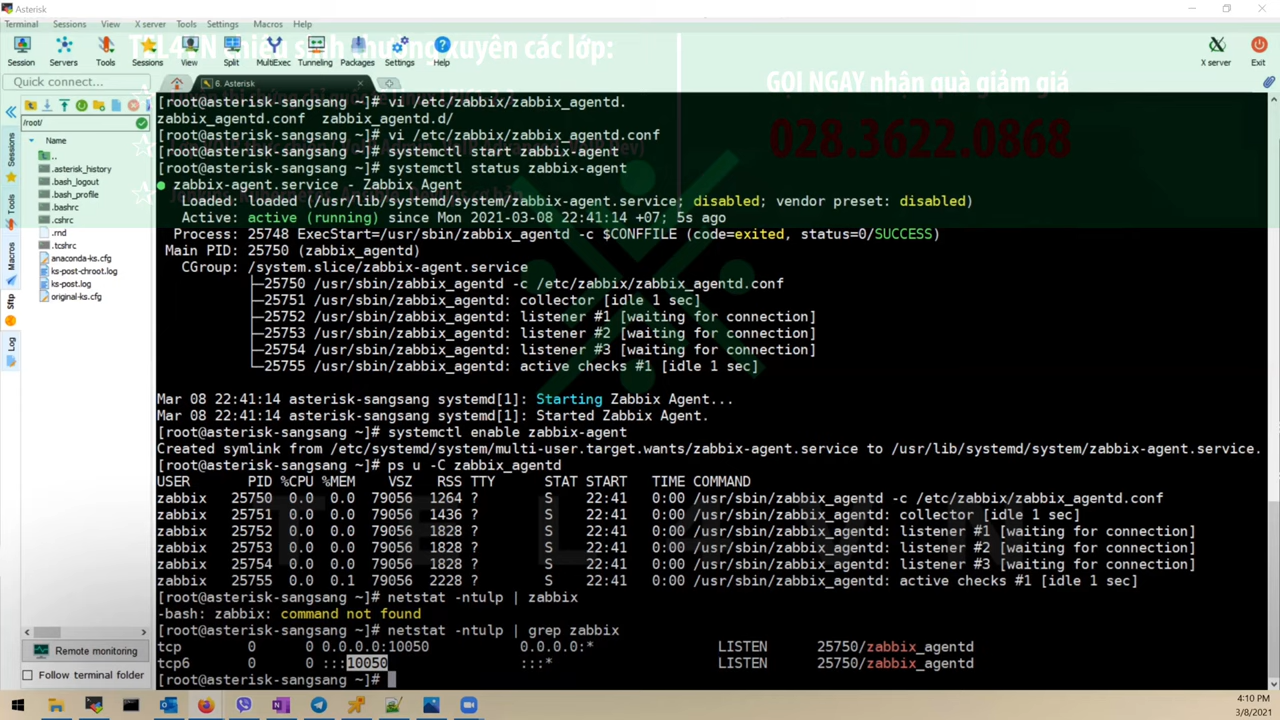 Asterisk
Terminal Sessions View X server Tools Settings Macros Help
TEL4VN chiêu sinh thường xuyên các lớp:
Session Servers Tools Sessions View Split MultiExec Tunneling Packages Settings Help X server Exit
GỌI NGAY nhận quà giảm giá
028.3622.0868
Quick connect...
6. Asterisk
/root/
Name
..
.asterisk_history
.bash_logout
.bash_profile
.bashrc
.cshrc
.rnd
.tcshrc
anaconda-ks.cfg
ks-post-chroot.log
ks-post.log
original-ks.cfg
Sessions
Tools
Macros
Sftp
Log
Remote monitoring
Follow terminal folder
[root@asterisk-sangsang ~]# vi /etc/zabbix/zabbix_agentd.
zabbix_agentd.conf zabbix_agentd.d/
[root@asterisk-sangsang ~]# vi /etc/zabbix/zabbix_agentd.conf
[root@asterisk-sangsang ~]# systemctl start zabbix-agent
[root@asterisk-sangsang ~]# systemctl status zabbix-agent
● zabbix-agent.service - Zabbix Agent
Loaded: loaded (/usr/lib/systemd/system/zabbix-agent.service; disabled; vendor preset: disabled)
Active: active (running) since Mon 2021-03-08 22:41:14 +07; 5s ago
Process: 25748 ExecStart=/usr/sbin/zabbix_agentd -c $CONFFILE (code=exited, status=0/SUCCESS)
Main PID: 25750 (zabbix_agentd)
CGroup: /system.slice/zabbix-agent.service
├─25750 /usr/sbin/zabbix_agentd -c /etc/zabbix/zabbix_agentd.conf
├─25751 /usr/sbin/zabbix_agentd: collector [idle 1 sec]
├─25752 /usr/sbin/zabbix_agentd: listener #1 [waiting for connection]
├─25753 /usr/sbin/zabbix_agentd: listener #2 [waiting for connection]
├─25754 /usr/sbin/zabbix_agentd: listener #3 [waiting for connection]
└─25755 /usr/sbin/zabbix_agentd: active checks #1 [idle 1 sec]
Mar 08 22:41:14 asterisk-sangsang systemd[1]: Starting Zabbix Agent...
Mar 08 22:41:14 asterisk-sangsang systemd[1]: Started Zabbix Agent.
[root@asterisk-sangsang ~]# systemctl enable zabbix-agent
Created symlink from /etc/systemd/system/multi-user.target.wants/zabbix-agent.service to /usr/lib/systemd/system/zabbix-agent.service.
[root@asterisk-sangsang ~]# ps u -C zabbix_agentd
USER PID %CPU %MEM VSZ RSS TTY STAT START TIME COMMAND
zabbix 25750 0.0 0.0 79056 1264 ? S 22:41 0:00 /usr/sbin/zabbix_agentd -c /etc/zabbix/zabbix_agentd.conf
zabbix 25751 0.0 0.0 79056 1436 ? S 22:41 0:00 /usr/sbin/zabbix_agentd: collector [idle 1 sec]
zabbix 25752 0.0 0.0 79056 1828 ? S 22:41 0:00 /usr/sbin/zabbix_agentd: listener #1 [waiting for connection]
zabbix 25753 0.0 0.0 79056 1828 ? S 22:41 0:00 /usr/sbin/zabbix_agentd: listener #2 [waiting for connection]
zabbix 25754 0.0 0.0 79056 1828 ? S 22:41 0:00 /usr/sbin/zabbix_agentd: listener #3 [waiting for connection]
zabbix 25755 0.0 0.1 79056 2228 ? S 22:41 0:00 /usr/sbin/zabbix_agentd: active checks #1 [idle 1 sec]
[root@asterisk-sangsang ~]# netstat -ntulp | zabbix
-bash: zabbix: command not found
[root@asterisk-sangsang ~]# netstat -ntulp | grep zabbix
tcp 0 0 0.0.0.0:10050 0.0.0.0:* LISTEN 25750/zabbix_agentd
tcp6 0 0 :::10050 :::* LISTEN 25750/zabbix_agentd
[root@asterisk-sangsang ~]#
4:10 PM
3/8/2021